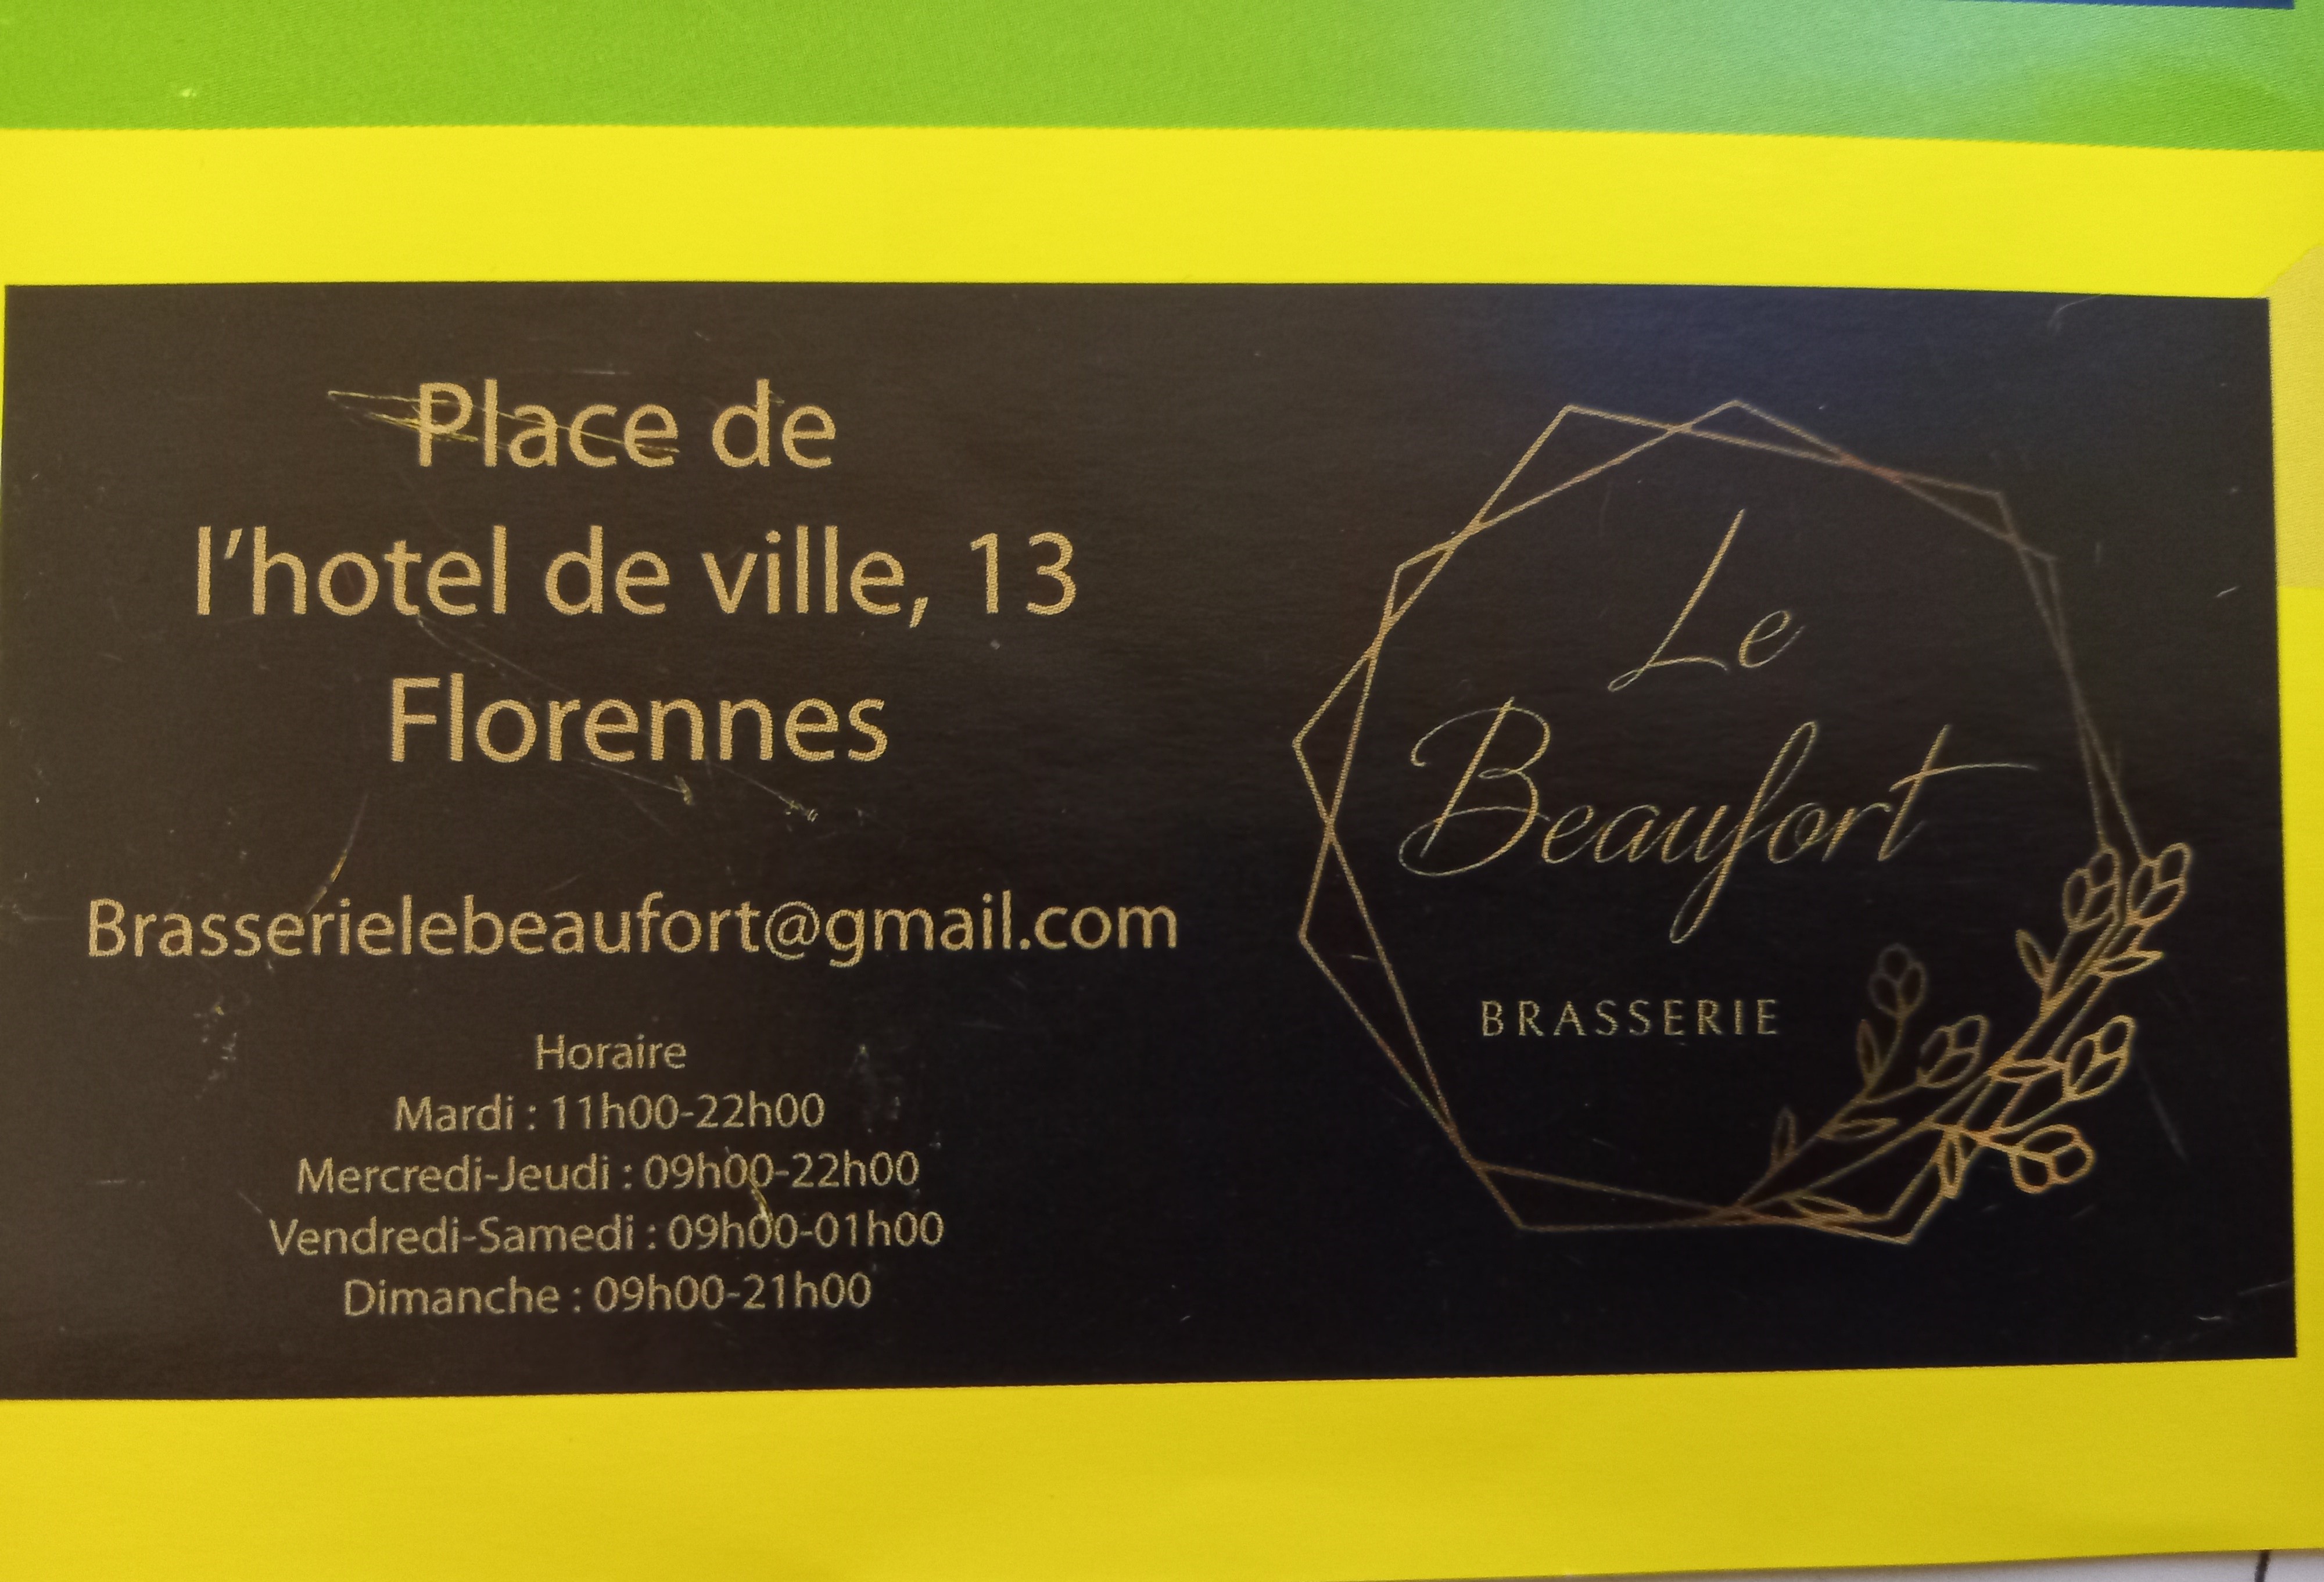 Place de
l'hotel de ville, 13
Florennes
Brasserielebeaufort@gmail.com
Horaire
Mardi : 11h00-22h00
Mercredi-Jeudi : 09h00-22h00
Vendredi-Samedi : 09h00-01h00
Dimanche : 09h00-21h00
Le
Beaufort
BRASSERIE